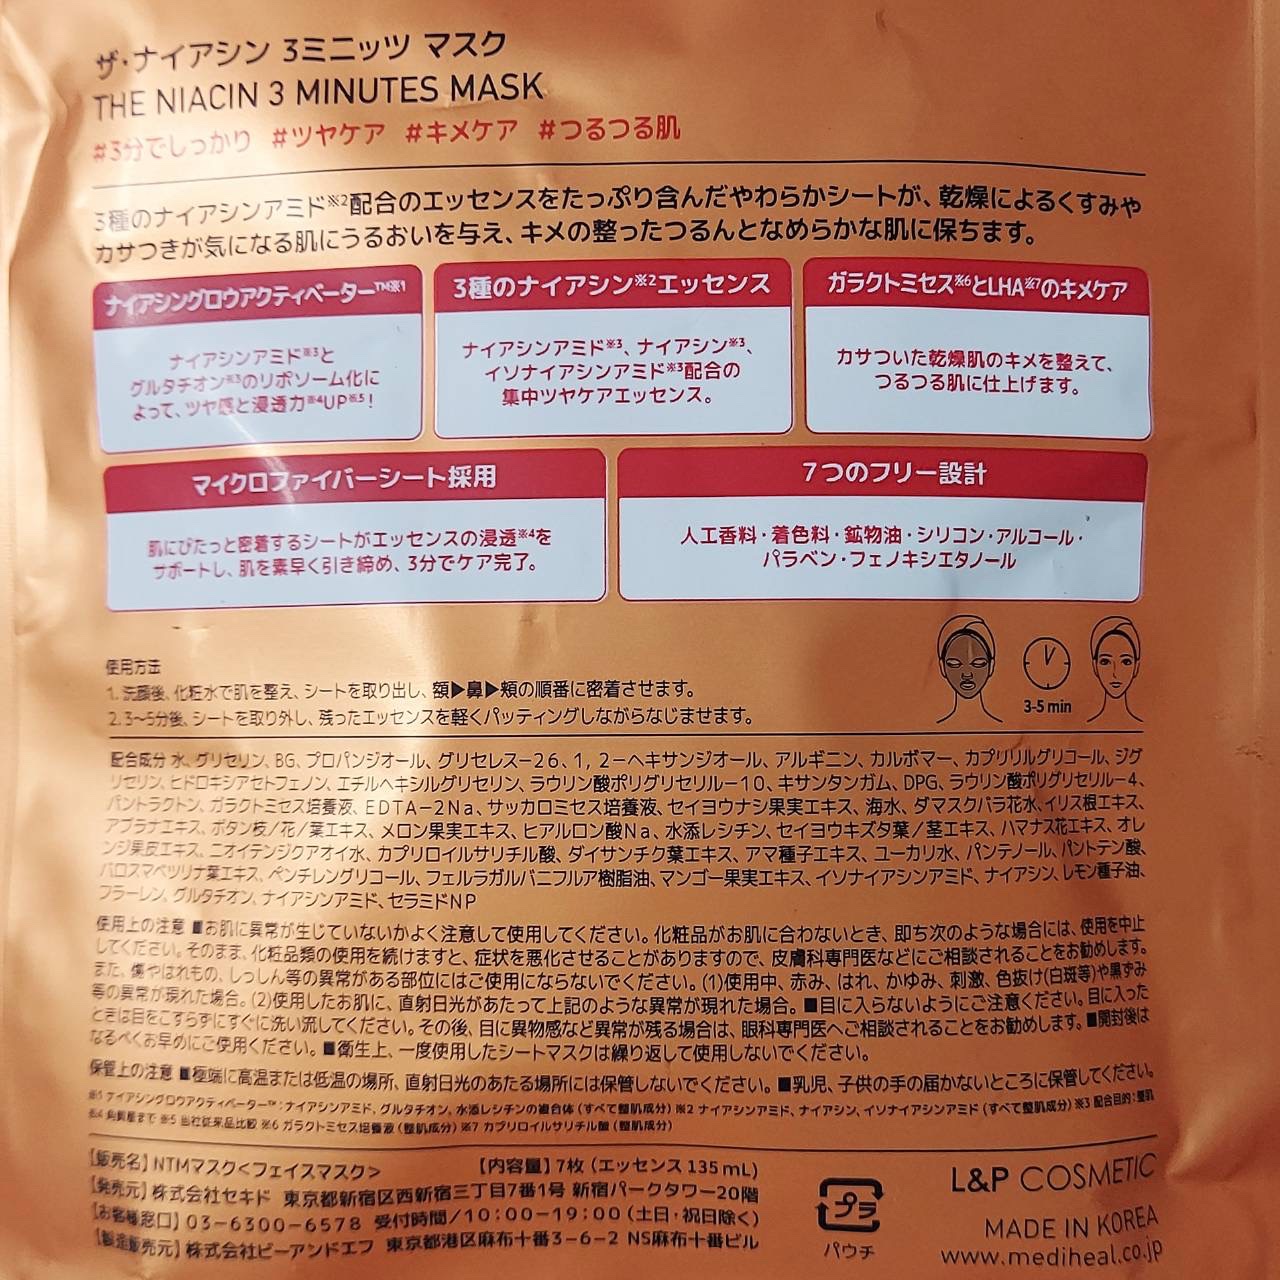 ザ・ナイアシン 3ミニッツ マスク
THE NIACIN 3 MINUTES MASK
#3分でしっかり #ツヤケア #キメケア #つるつる肌
3種のナイアシンアミド※2配合のエッセンスをたっぷり含んだやわらかシートが、乾燥によるくすみや
カサつきが気になる肌にうるおいを与え、キメの整ったつるんとなめらかな肌に保ちます。
ナイアシングロウアクティベーター™※1
ナイアシンアミド※3と
グルタチオン※3のリポソーム化に
よって、ツヤ感と浸透力※4UP※5!
3種のナイアシン※2エッセンス
ナイアシンアミド※3、ナイアシン※3、
イソナイアシンアミド※3配合の
集中ツヤケアエッセンス。
ガラクトミセス※6とLHA※7のキメケア
カサついた乾燥肌のキメを整えて、
つるつる肌に仕上げます。
マイクロファイバーシート採用
肌にぴたっと密着するシートがエッセンスの浸透※4を
サポートし、肌を素早く引き締め、3分でケア完了。
7つのフリー設計
人工香料・着色料・鉱物油・シリコン・アルコール・
パラベン・フェノキシエタノール
使用方法
1. 洗顔後、化粧水で肌を整え、シートを取り出し、額▶鼻▶頬の順番に密着させます。
2. 3〜5分後、シートを取り外し、残ったエッセンスを軽くパッティングしながらなじませます。
3-5 min
配合成分 水、グリセリン、BG、プロパンジオール、グリセレス-26、1,2-ヘキサンジオール、アルギニン、カルボマー、カプリリルグリコール、ジグ
リセリン、ヒドロキシアセトフェノン、エチルヘキシルグリセリン、ラウリン酸ポリグリセリル-10、キサンタンガム、DPG、ラウリン酸ポリグリセリル-4、
パントラクトン、ガラクトミセス培養液、EDTA-2Na、サッカロミセス培養液、セイヨウナシ果実エキス、海水、ダマスクバラ花水、イリス根エキス、
アブラナエキス、ボタン枝/花/葉エキス、メロン果実エキス、ヒアルロン酸Na、水添レシチン、セイヨウキズタ葉/茎エキス、ハマナス花エキス、オレ
ンジ果皮エキス、ニオイテンジクアオイ水、カプリロイルサリチル酸、ダイサンチク葉エキス、アマ種子エキス、ユーカリ水、パンテノール、パントテン酸、
バロスマベツリナ葉エキス、ペンチレングリコール、フェルラガルバニフルア樹脂油、マンゴー果実エキス、イソナイアシンアミド、ナイアシン、レモン種子油、
フラーレン、グルタチオン、ナイアシンアミド、セラミドNP
使用上の注意 ■お肌に異常が生じていないかよく注意して使用してください。化粧品がお肌に合わないとき、即ち次のような場合には、使用を中止
してください。そのまま、化粧品類の使用を続けますと、症状を悪化させることがありますので、皮膚科専門医などにご相談されることをお勧めします。
また、傷やはれもの、しっしん等の異常がある部位にはご使用にならないでください。(1)使用中、赤み、はれ、かゆみ、刺激、色抜け(白斑等)や黒ずみ
等の異常が現れた場合。(2)使用したお肌に、直射日光があたって上記のような異常が現れた場合。■目に入らないようにご注意ください。目に入った
ときは目をこすらずにすぐに洗い流してください。その後、目に異物感など異常が残る場合は、眼科専門医へご相談されることをお勧めします。■開封後は
なるべくお早めにご使用ください。■衛生上、一度使用したシートマスクは繰り返して使用しないでください。
保管上の注意 ■極端に高温または低温の場所、直射日光のあたる場所には保管しないでください。■乳児、子供の手の届かないところに保管してください。
※1 ナイアシングロウアクティベーター™:ナイアシンアミド、グルタチオン、水添レシチンの複合体(すべて整肌成分) ※2 ナイアシンアミド、ナイアシン、イソナイアシンアミド(すべて整肌成分) ※3 配合目的:整肌
※4 角質層まで ※5 当社従来品比較 ※6 ガラクトミセス培養液(整肌成分) ※7 カプリロイルサリチル酸(整肌成分)
【販売名】NTMマスク<フェイスマスク> 【内容量】7枚(エッセンス135mL)
【発売元】株式会社セキド 東京都新宿区西新宿三丁目7番1号 新宿パークタワー20階
【お客様窓口】03-6300-6578 受付時間/10:00-19:00(土日・祝日除く)
【製造販売元】株式会社ビーアンドエフ 東京都港区麻布十番3-6-2 NS麻布十番ビル
プラ
パウチ
L&P COSMETIC
MADE IN KOREA
www.mediheal.co.jp